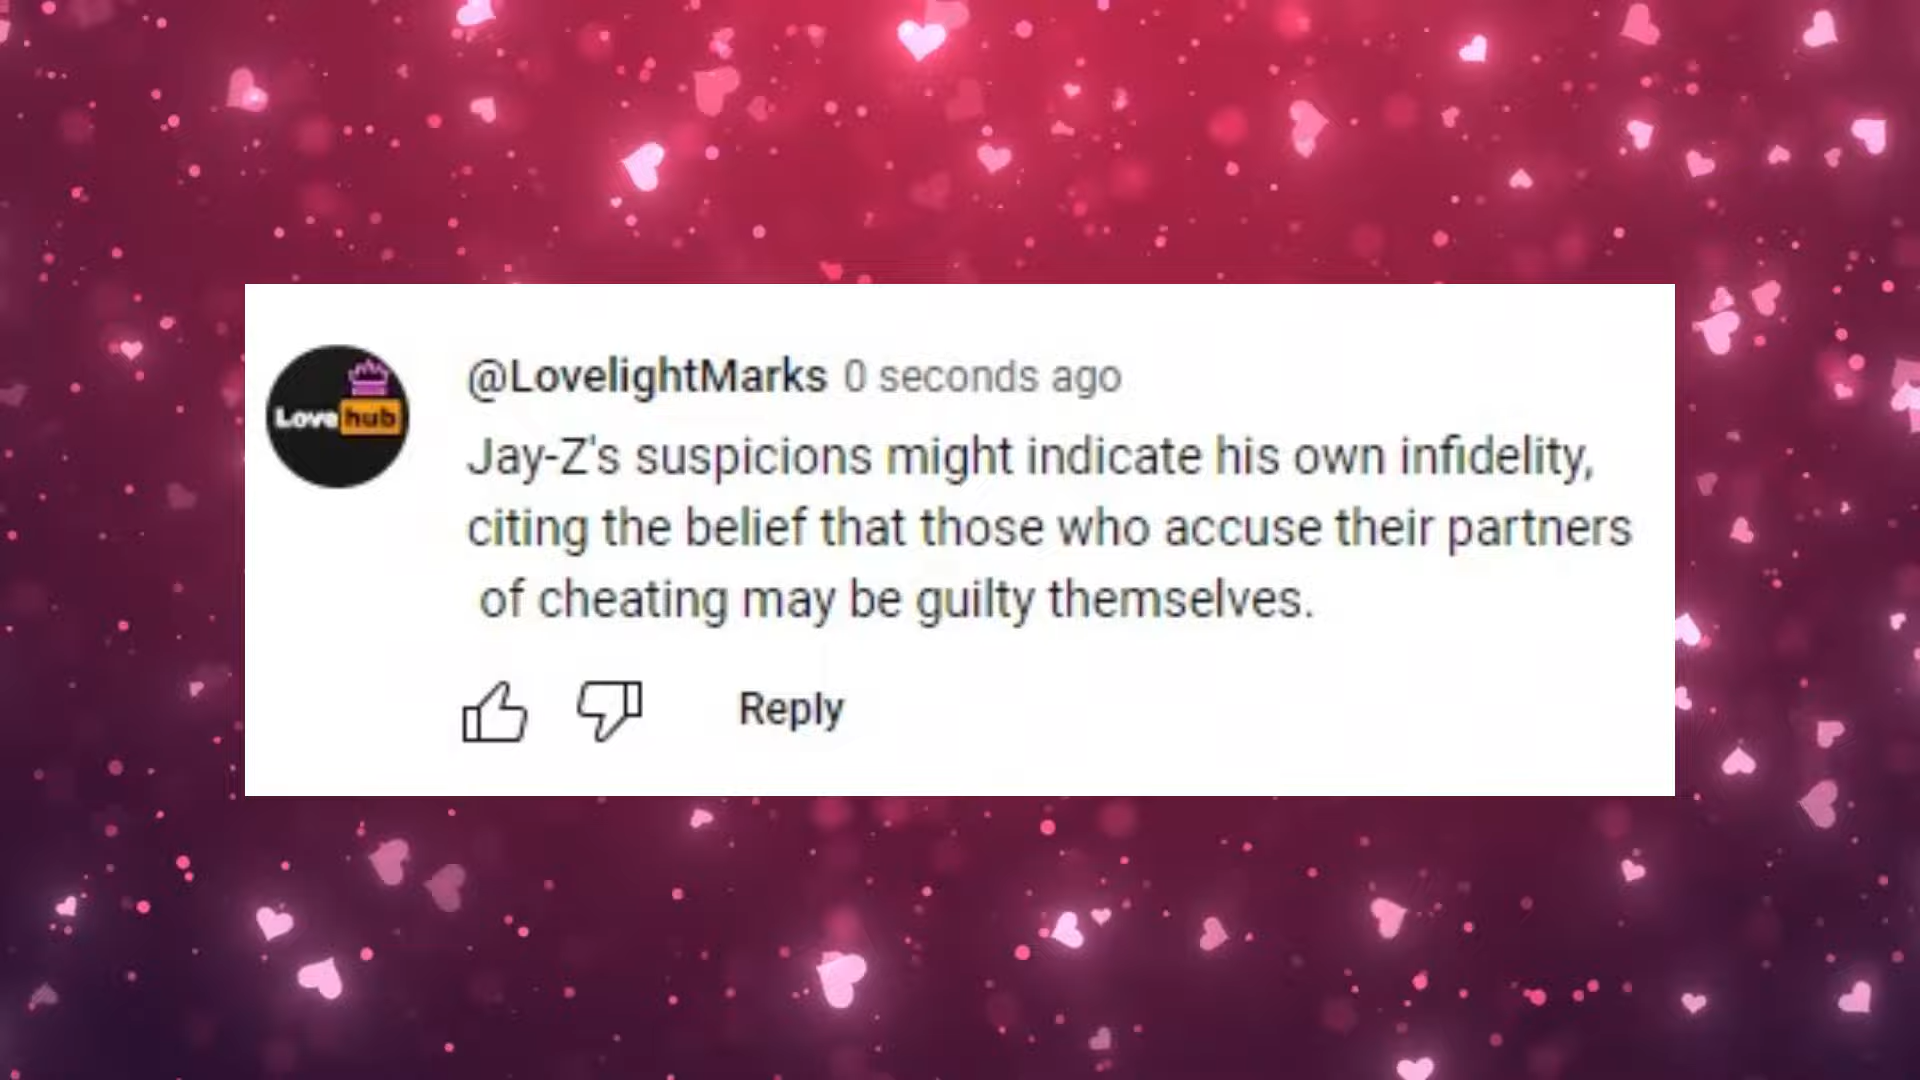 Love hub
@LovelightMarks 0 seconds ago
Jay-Z's suspicions might indicate his own infidelity,
citing the belief that those who accuse their partners
of cheating may be guilty themselves.
Reply